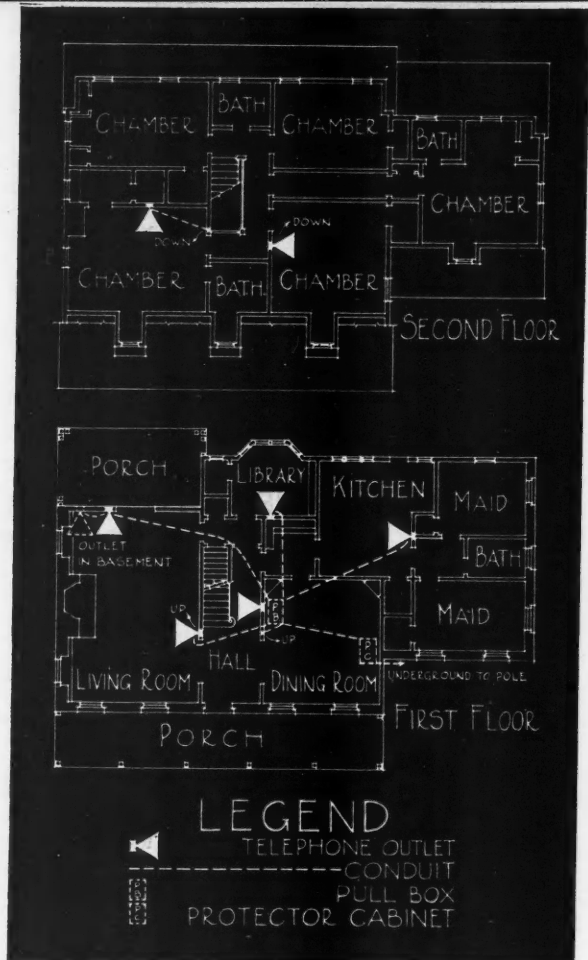 CHAMBER
BATH
CHAMBER
BATH
CHAMBER
DOWN
DOWN
CHAMBER
BATH
CHAMBER
SECOND FLOOR
PORCH
LIBRARY
KITCHEN
MAID
OUTLET
IN BASEMENT
BATH
P
B
MAID
UP
UP
HALL
P
C
LIVING ROOM
DINING ROOM
UNDERGROUND TO POLE
FIRST FLOOR
PORCH
LEGEND
TELEPHONE OUTLET
CONDUIT
P
B
PULL BOX
P
C
PROTECTOR CABINET